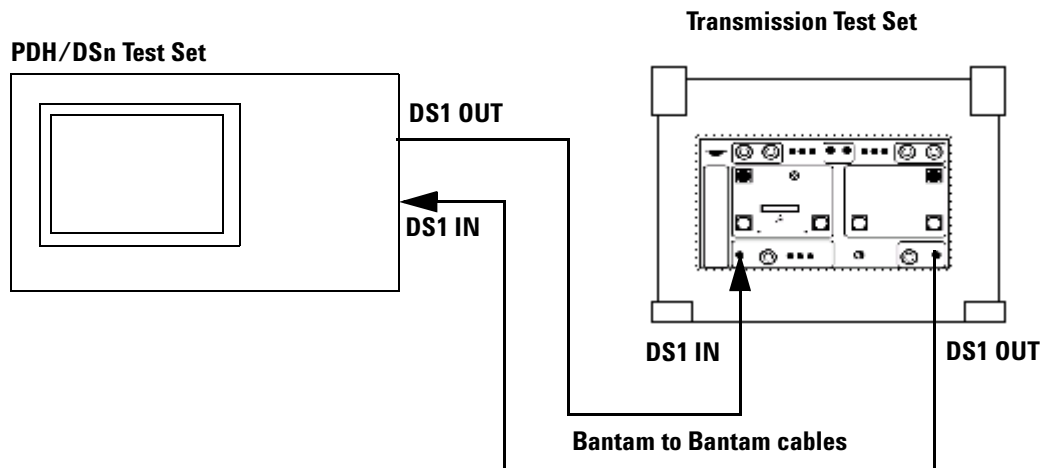 Transmission Test Set
PDH/DSn Test Set
DS1 OUT
DS1 IN
DS1 IN
DS1 OUT
Bantam to Bantam cables